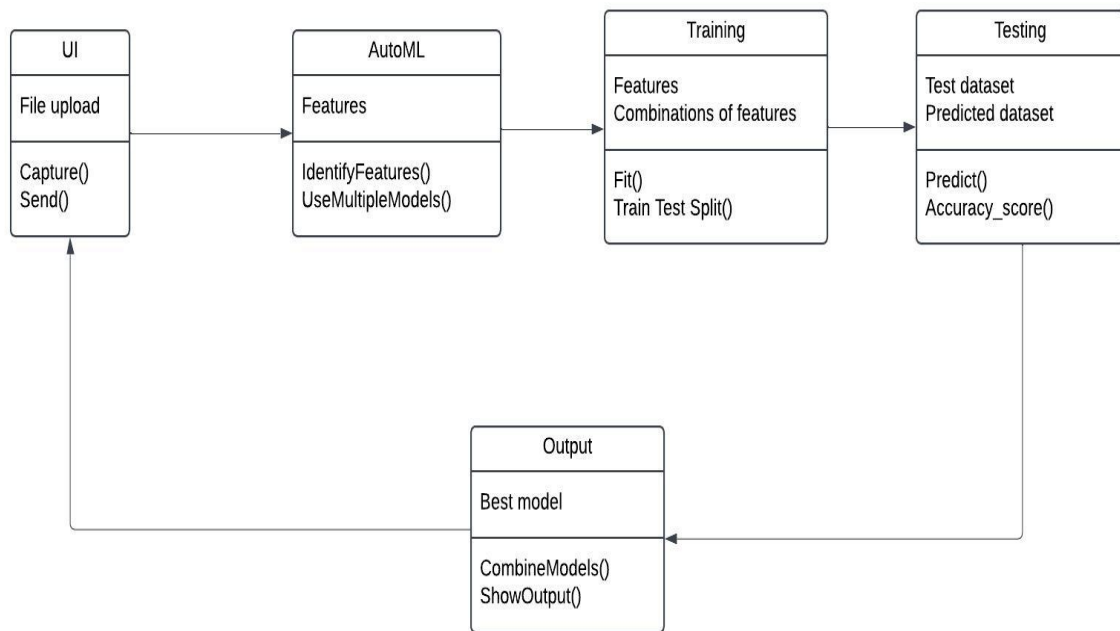 UI
File upload
Capture()
Send()
AutoML
Features
IdentifyFeatures()
UseMultipleModels()
Training
Features
Combinations of features
Fit()
Train Test Split()
Testing
Test dataset
Predicted dataset
Predict()
Accuracy_score()
Output
Best model
CombineModels()
ShowOutput()